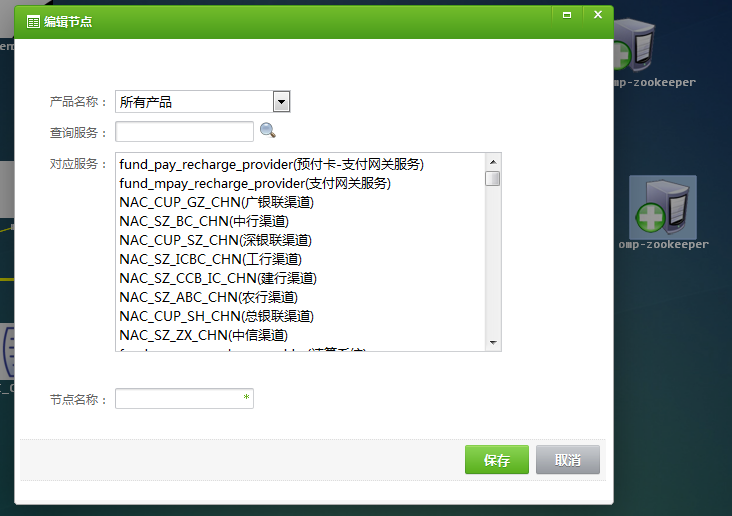 编辑节点
产品名称：
所有产品
查询服务：
对应服务：
fund_pay_recharge_provider(预付卡-支付网关服务)
fund_mpay_recharge_provider(支付网关服务)
NAC_CUP_GZ_CHN(广银联渠道)
NAC_SZ_BC_CHN(中行渠道)
NAC_CUP_SZ_CHN(深银联渠道)
NAC_SZ_ICBC_CHN(工行渠道)
NAC_SZ_CCB_IC_CHN(建行渠道)
NAC_SZ_ABC_CHN(农行渠道)
NAC_CUP_SH_CHN(总银联渠道)
NAC_SZ_ZX_CHN(中信渠道)
节点名称：
*
保存
取消
mp-zookeeper
omp-zookeeper